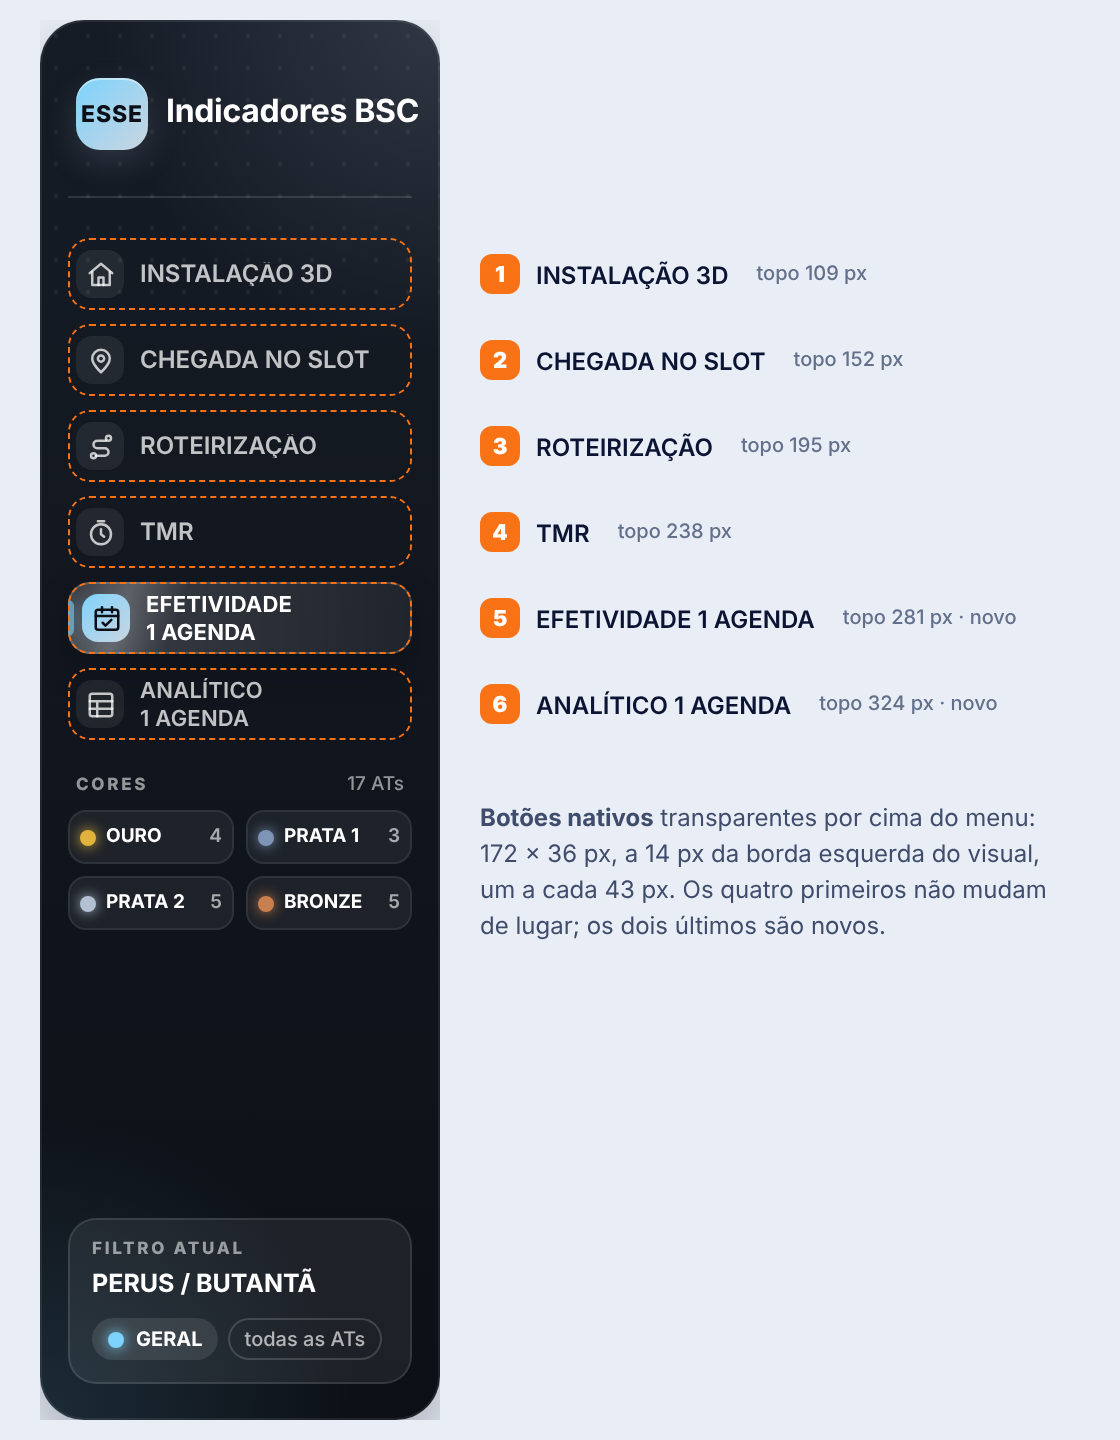 ESSE Indicadores BSC
INSTALAÇÃO 3D
CHEGADA NO SLOT
ROTEIRIZAÇÃO
TMR
EFETIVIDADE
1 AGENDA
ANALÍTICO
1 AGENDA
CORES 17 ATs
OURO 4 PRATA 1 3
PRATA 2 5 BRONZE 5
FILTRO ATUAL
PERUS / BUTANTÃ
GERAL todas as ATs
1 INSTALAÇÃO 3D topo 109 px
2 CHEGADA NO SLOT topo 152 px
3 ROTEIRIZAÇÃO topo 195 px
4 TMR topo 238 px
5 EFETIVIDADE 1 AGENDA topo 281 px · novo
6 ANALÍTICO 1 AGENDA topo 324 px · novo
Botões nativos transparentes por cima do menu:
172 × 36 px, a 14 px da borda esquerda do visual,
um a cada 43 px. Os quatro primeiros não mudam
de lugar; os dois últimos são novos.